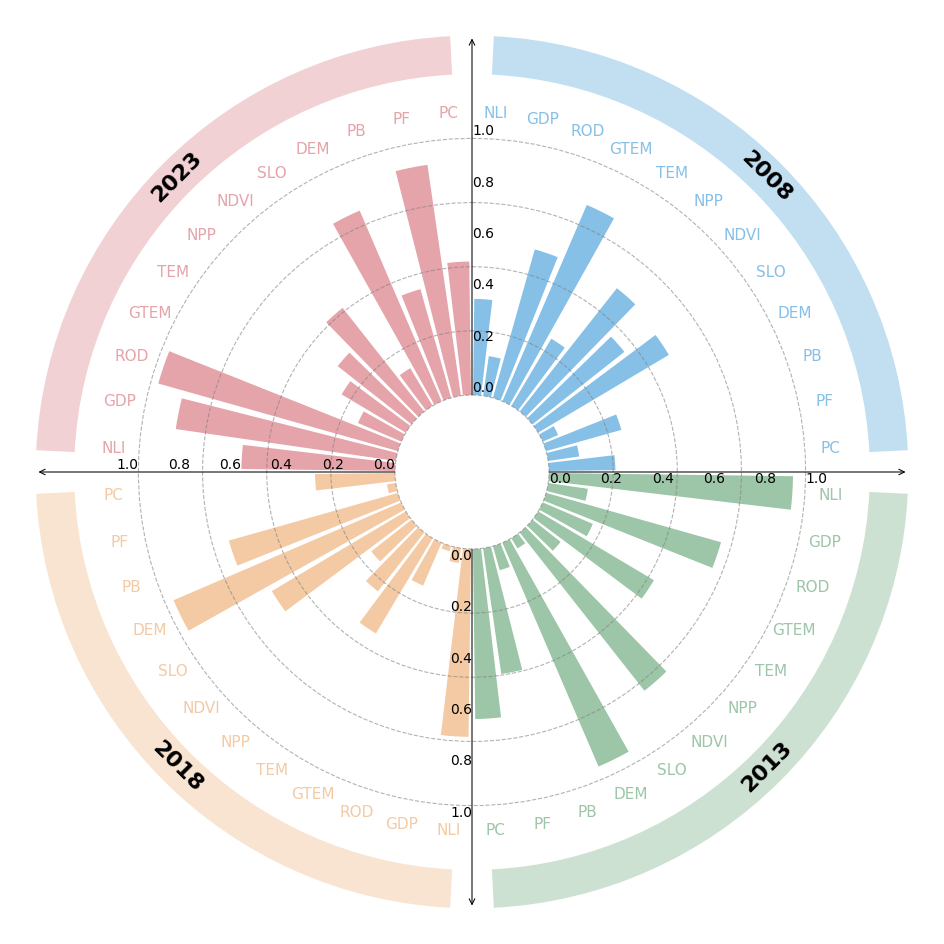 2008
NLI
GDP
ROD
GTEM
TEM
NPP
NDVI
SLO
DEM
PB
PF
PC
1.0
0.8
0.6
0.4
0.2
0.0
0.0 0.2 0.4 0.6 0.8 1.0
2013
NLI
GDP
ROD
GTEM
TEM
NPP
NDVI
SLO
DEM
PB
PF
PC
0.0
0.2
0.4
0.6
0.8
1.0
2018
NLI
GDP
ROD
GTEM
TEM
NPP
NDVI
SLO
DEM
PB
PF
PC
1.0 0.8 0.6 0.4 0.2 0.0
2023
NLI
GDP
ROD
GTEM
TEM
NPP
NDVI
SLO
DEM
PB
PF
PC